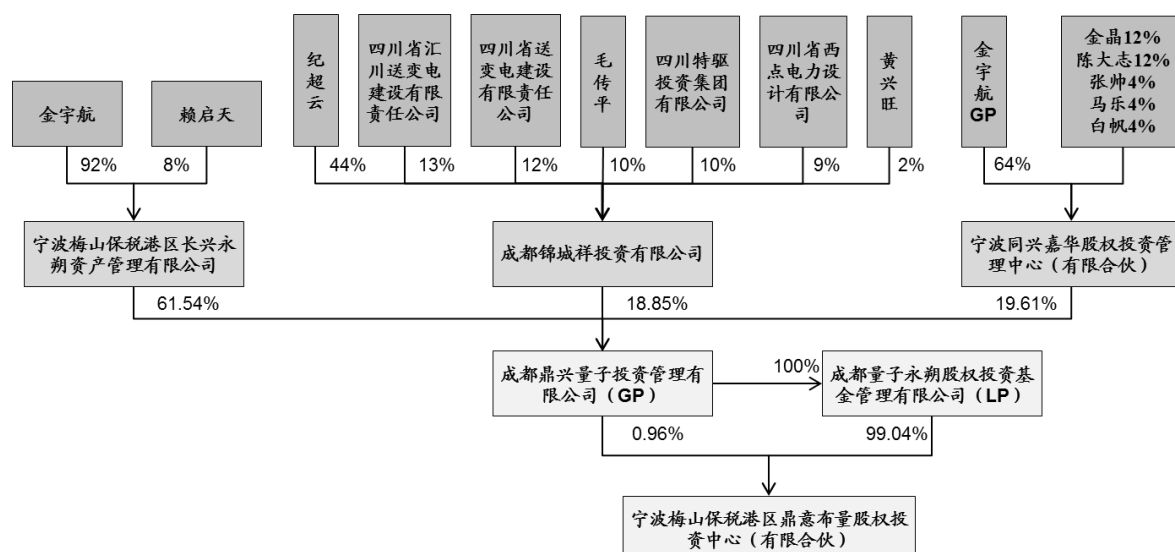 金宇航
赖启天
纪超云
四川省汇
川送变电
建设有限
责任公司
四川省送
变电建设
有限责任
公司
毛传平
四川特驱
投资集团
有限公司
四川省西
点电力设
计有限公
司
黄兴旺
金宇航
GP
金晶12%
陈大志12%
张帅4%
马乐4%
白帆4%
92%
8%
44%
13%
12%
10%
10%
9%
2%
64%
宁波梅山保税港区长兴永
朔资产管理有限公司
成都锦城祥投资有限公司
宁波同兴嘉华股权投资管
理中心（有限合伙）
61.54%
18.85%
19.61%
成都鼎兴量子投资管理有
限公司（GP）
100%
成都量子永朔股权投资基
金管理有限公司（LP）
0.96%
99.04%
宁波梅山保税港区鼎意布量股权投
资中心（有限合伙）